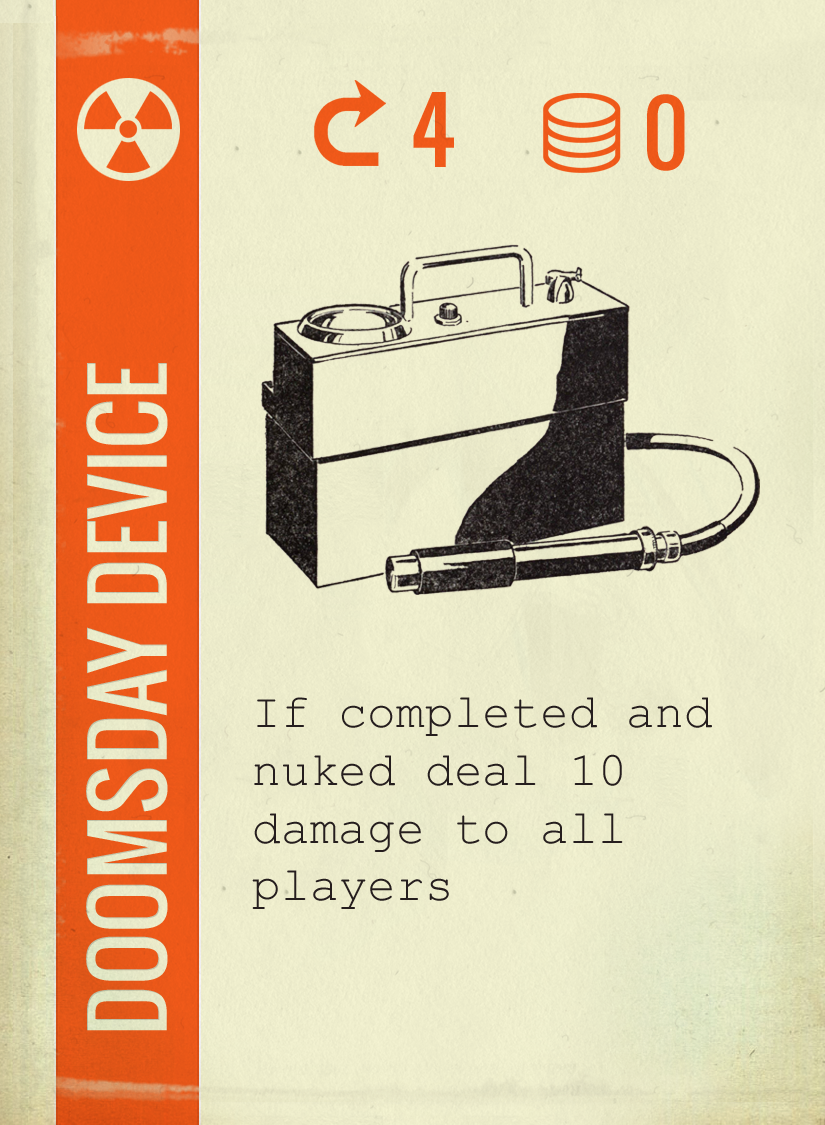 4 0
DOOMSDAY DEVICE
If completed and
nuked deal 10
damage to all
players